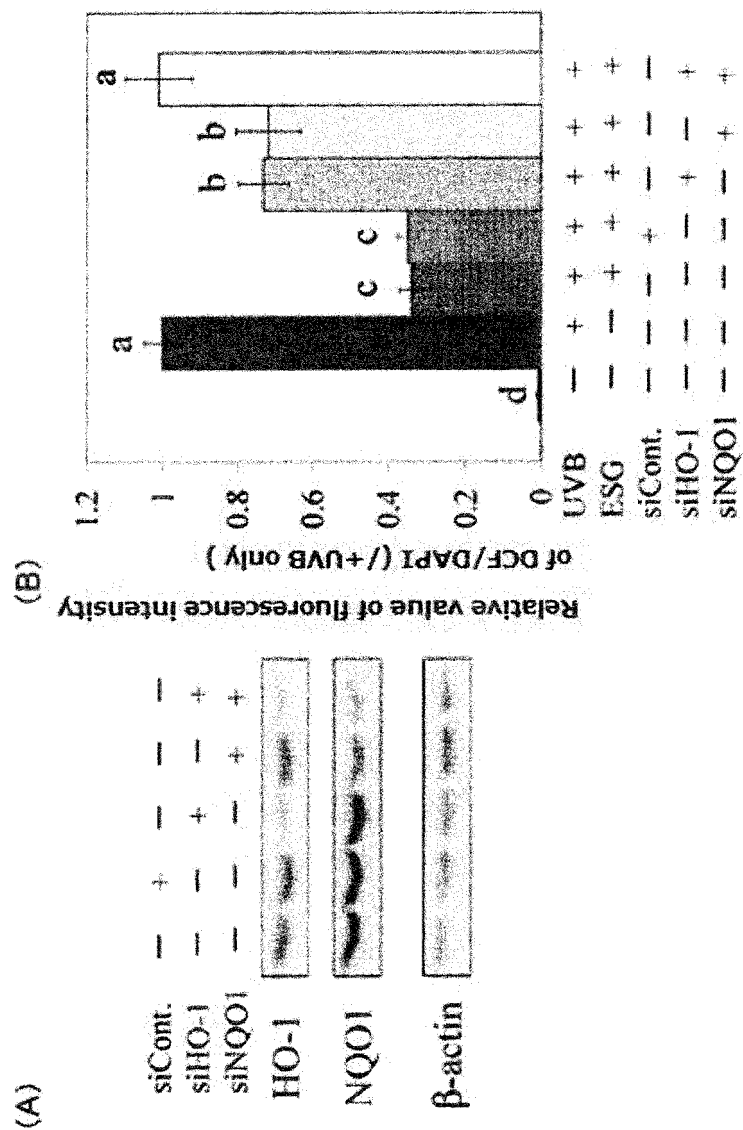 (A)
siCont. − + − − −
siHO-1 − − + − +
siNQO1 − − − + +
HO-1
NQO1
β-actin
(B)
Relative value of fluorescence intensity
of DCF/DAPI (/+UVB only )
1.2
1
0.8
0.6
0.4
0.2
0
d a c c b b a
UVB − + + + + + +
ESG − − + + + + +
siCont. − − − + − − −
siHO-1 − − − − + − +
siNQO1 − − − − − + +